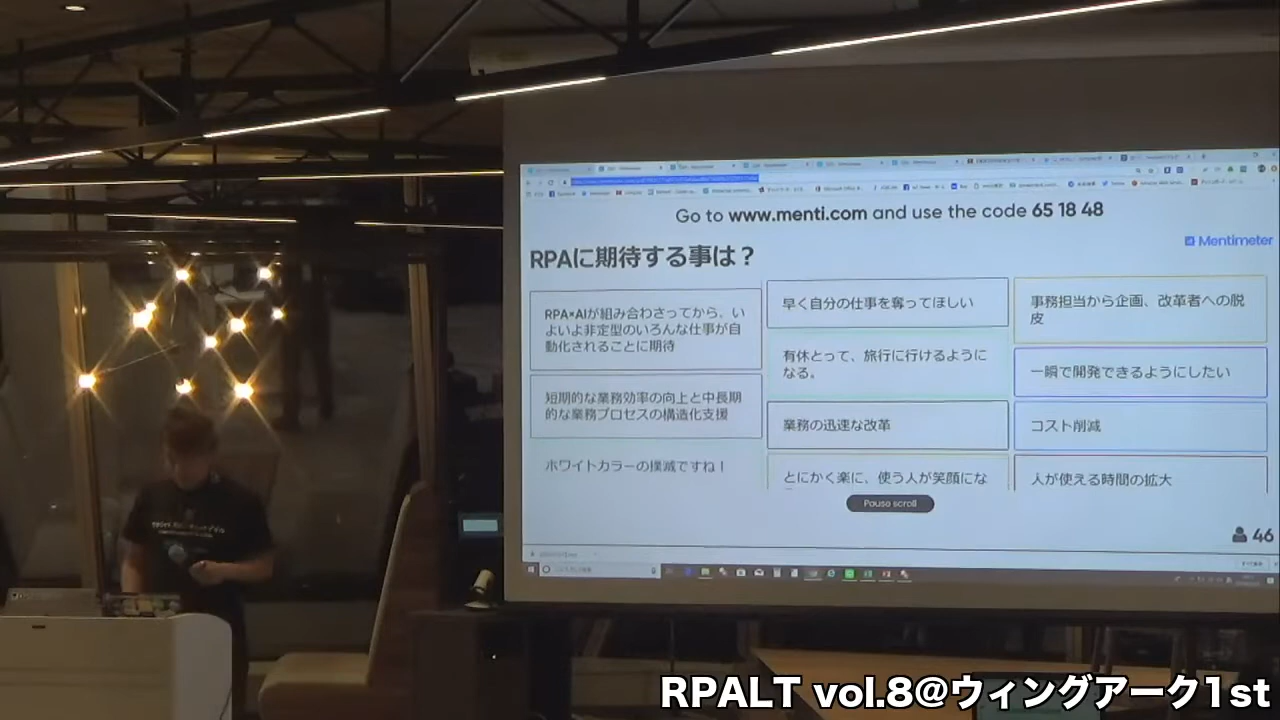 Go to www.menti.com and use the code 65 18 48
Mentimeter
RPAに期待する事は？
RPA×AIが組み合わさってから、い
よいよ非定型のいろんな仕事が自
動化されることに期待
短期的な業務効率の向上と中長期
的な業務プロセスの構造化支援
ホワイトカラーの撲滅ですね！
早く自分の仕事を奪ってほしい
有休とって、旅行に行けるように
なる。
業務の迅速な改革
とにかく楽に、使う人が笑顔にな
事務担当から企画、改革者への脱
皮
一瞬で開発できるようにしたい
コスト削減
人が使える時間の拡大
Pause scroll
46
RPALT vol.8@ウィングアーク1st